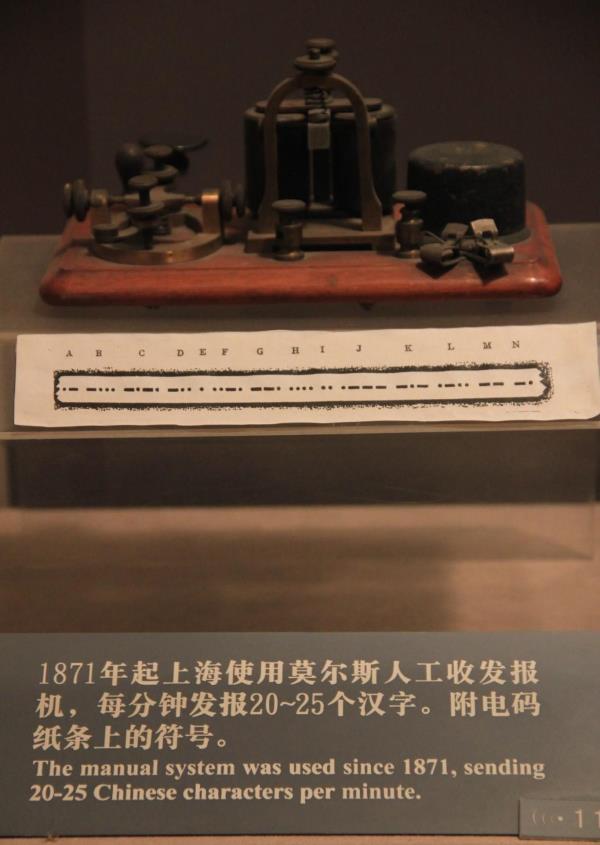 A B C D E F G H I J K L M N
1871年起上海使用莫尔斯人工收发报
机，每分钟发报20~25个汉字。附电码
纸条上的符号。
The manual system was used since 1871, sending
20-25 Chinese characters per minute.